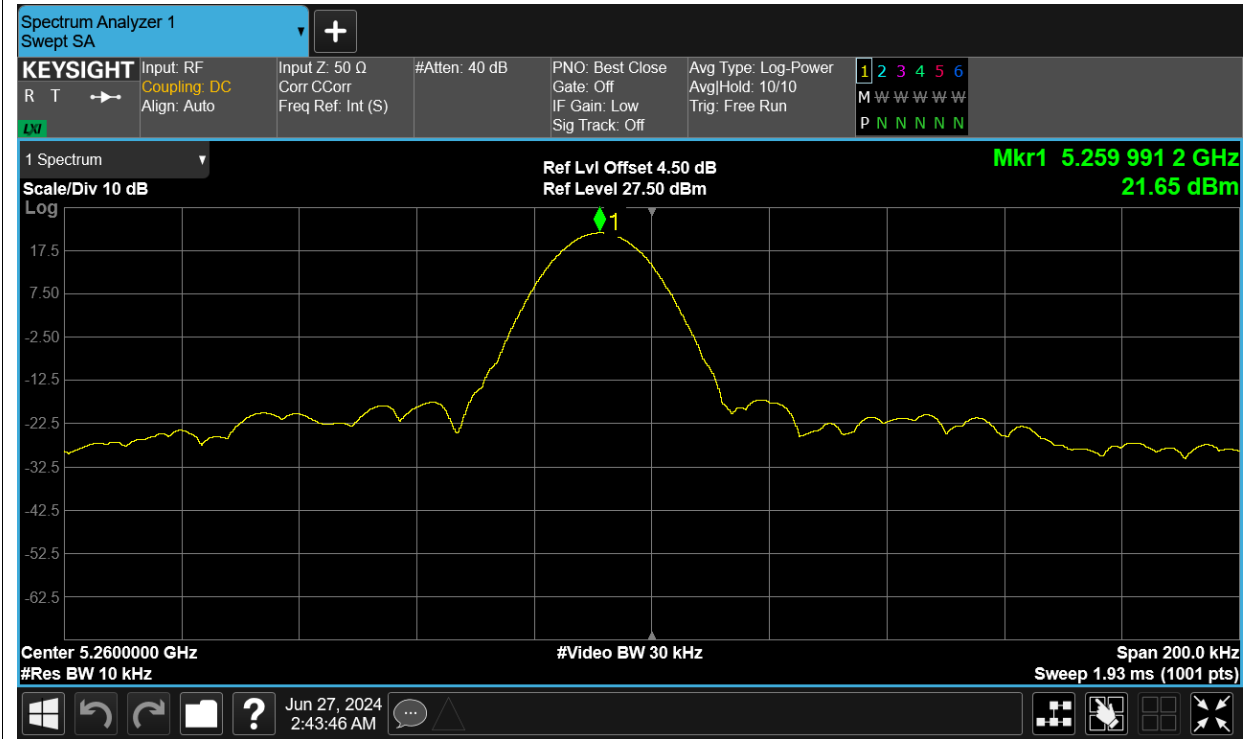 Spectrum Analyzer 1
Swept SA
KEYSIGHT
R T
LXI
Input: RF
Coupling: DC
Align: Auto
Input Z: 50 Ω
Corr CCorr
Freq Ref: Int (S)
#Atten: 40 dB
PNO: Best Close
Gate: Off
IF Gain: Low
Sig Track: Off
Avg Type: Log-Power
Avg|Hold: 10/10
Trig: Free Run
1 2 3 4 5 6
M W W W W W
P N N N N N
1 Spectrum
Scale/Div 10 dB
Log
Ref Lvl Offset 4.50 dB
Ref Level 27.50 dBm
Mkr1 5.259 991 2 GHz
21.65 dBm
1
17.5
7.50
-2.50
-12.5
-22.5
-32.5
-42.5
-52.5
-62.5
Center 5.2600000 GHz
#Res BW 10 kHz
#Video BW 30 kHz
Span 200.0 kHz
Sweep 1.93 ms (1001 pts)
?
Jun 27, 2024
2:43:46 AM